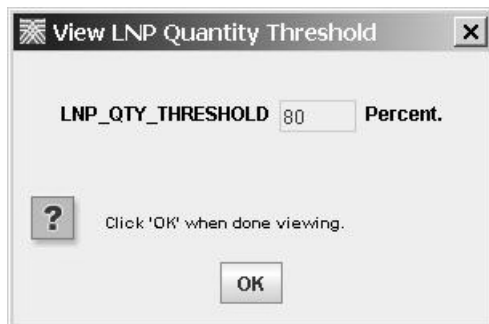 View LNP Quantity Threshold
LNP_QTY_THRESHOLD 80 Percent.
?
Click 'OK' when done viewing.
OK